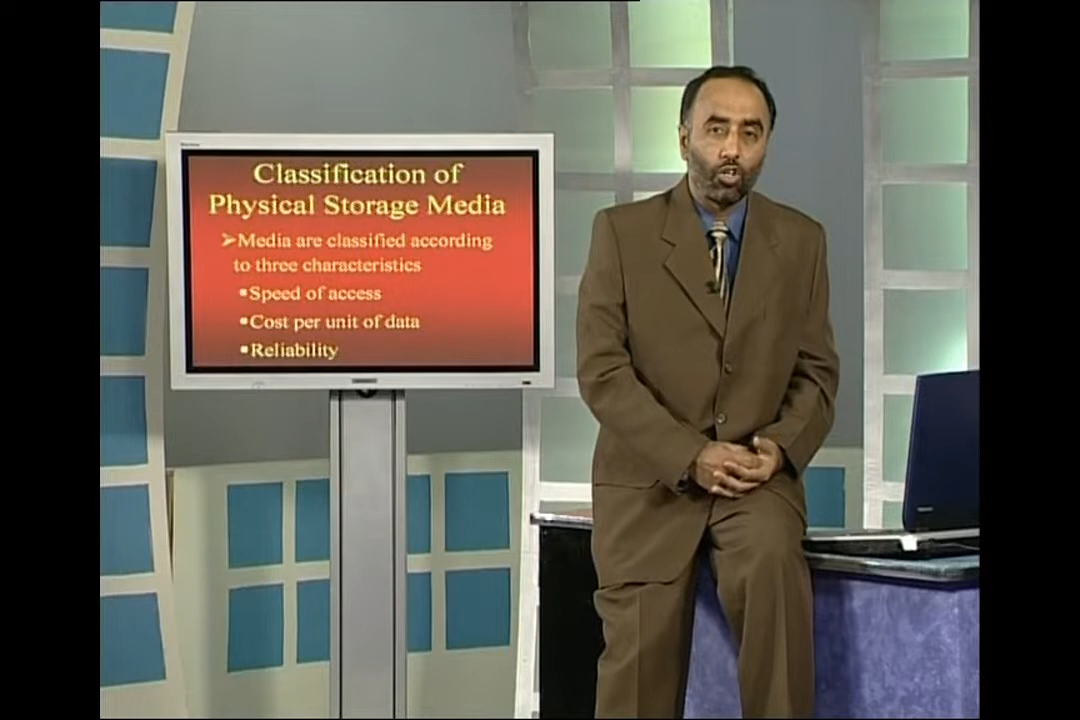 Classification of
Physical Storage Media
➢Media are classified according
to three characteristics
▪Speed of access
▪Cost per unit of data
▪Reliability